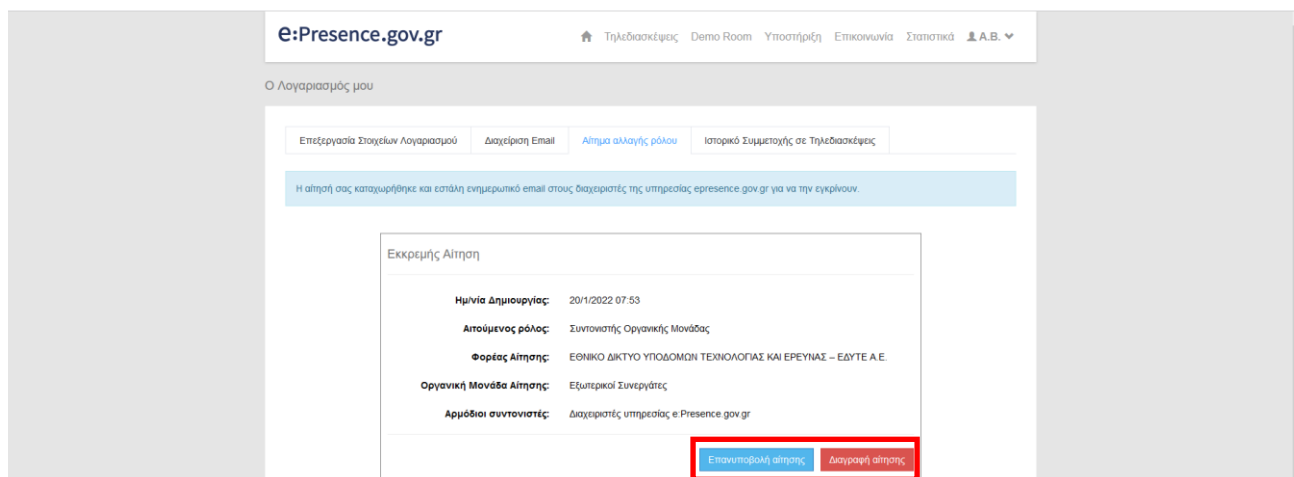 e:Presence.gov.gr
Τηλεδιασκέψεις Demo Room Υποστήριξη Επικοινωνία Στατιστικά A.B.
Ο Λογαριασμός μου
Επεξεργασία Στοιχείων Λογαριασμού Διαχείριση Email Αίτημα αλλαγής ρόλου Ιστορικό Συμμετοχής σε Τηλεδιασκέψεις
Η αίτησή σας καταχωρήθηκε και εστάλη ενημερωτικό email στους διαχειριστές της υπηρεσίας epresence.gov.gr για να την εγκρίνουν.
Εκκρεμής Αίτηση
Ημ/νία Δημιουργίας: 20/1/2022 07:53
Αιτούμενος ρόλος: Συντονιστής Οργανικής Μονάδας
Φορέας Αίτησης: ΕΘΝΙΚΟ ΔΙΚΤΥΟ ΥΠΟΔΟΜΩΝ ΤΕΧΝΟΛΟΓΙΑΣ ΚΑΙ ΕΡΕΥΝΑΣ – ΕΔΥΤΕ Α.Ε.
Οργανική Μονάδα Αίτησης: Εξωτερικοί Συνεργάτες
Αρμόδιοι συντονιστές: Διαχειριστές υπηρεσίας e:Presence.gov.gr
Επανυποβολή αίτησης Διαγραφή αίτησης